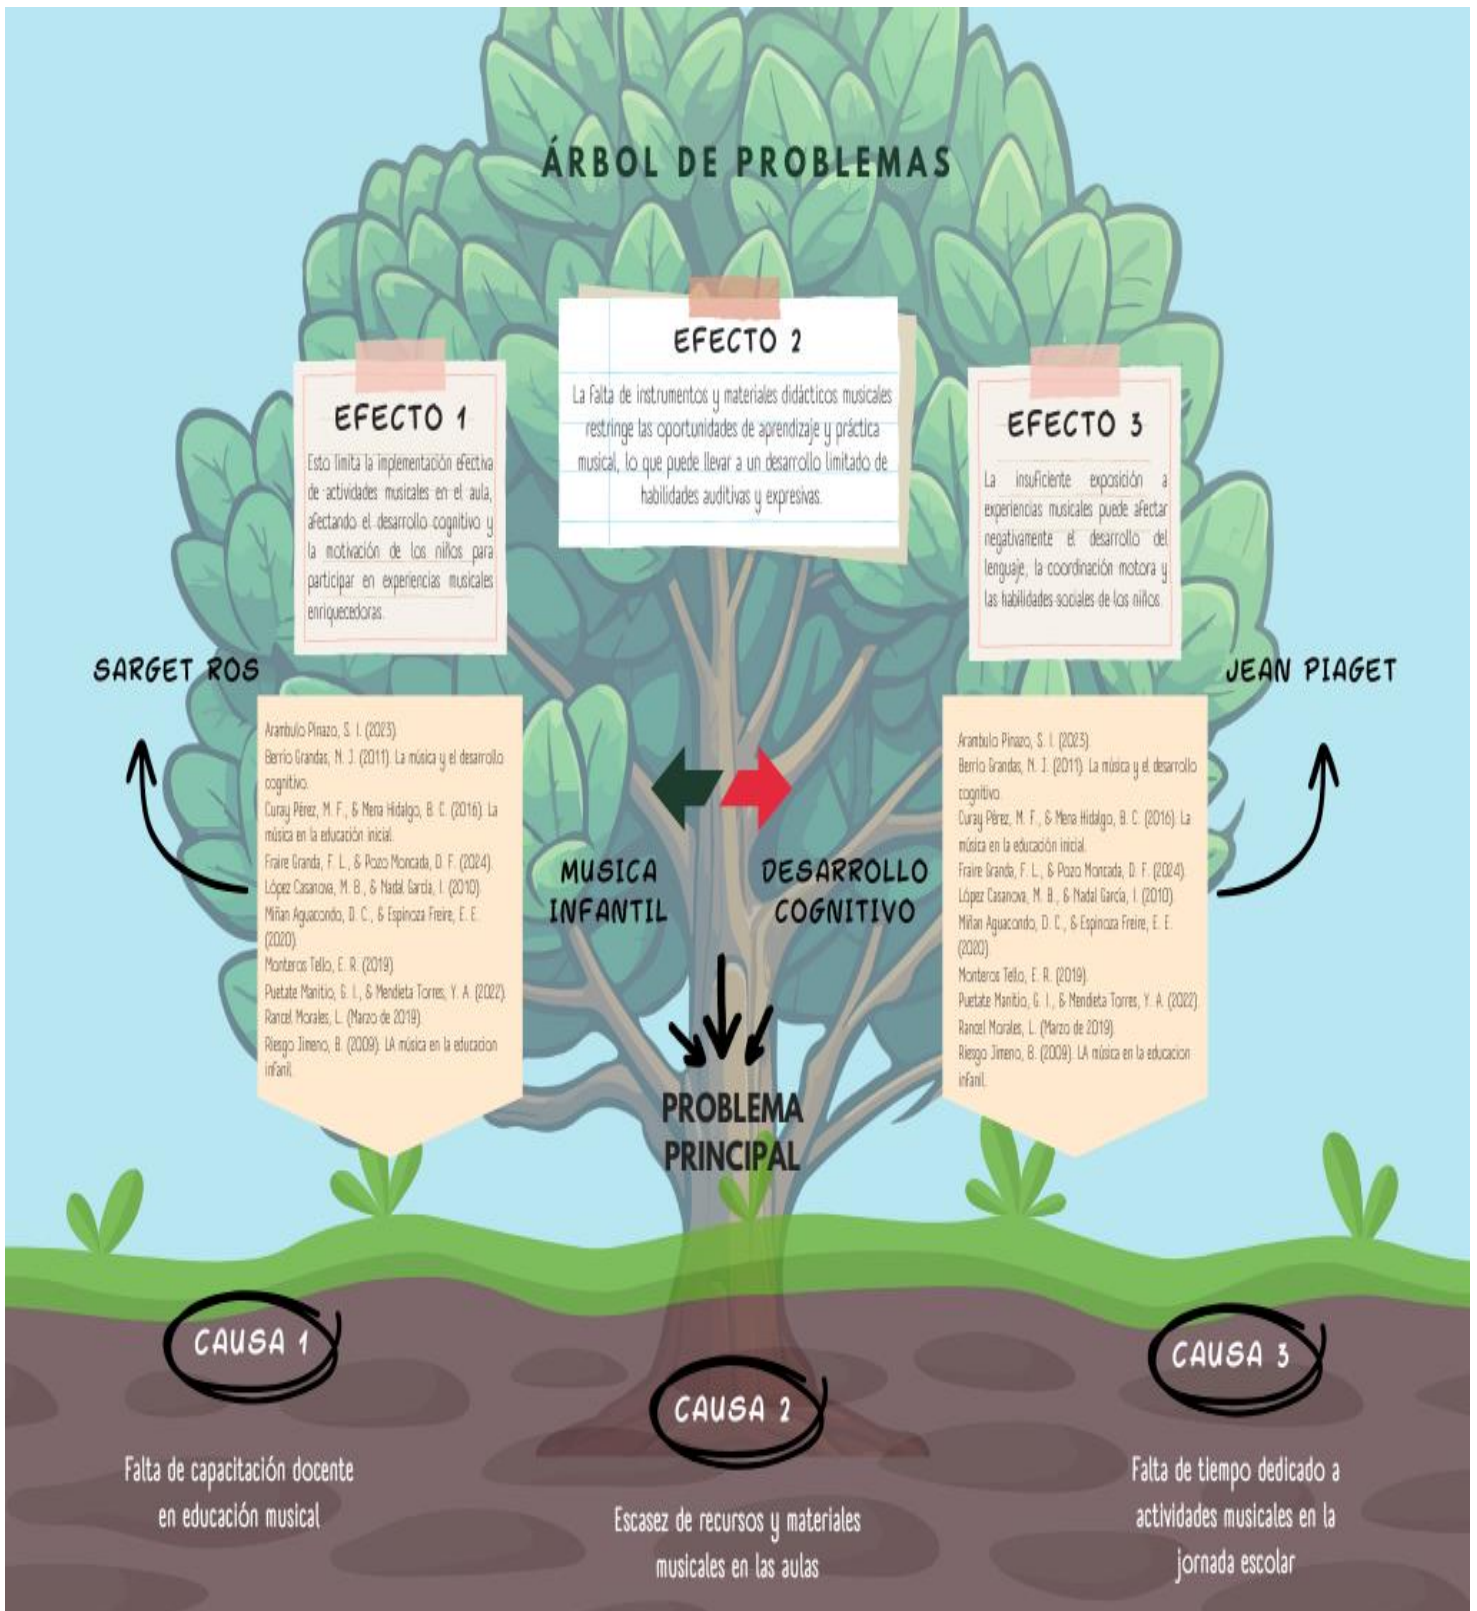 ÁRBOL DE PROBLEMAS
EFECTO 1
Esto limita la implementación efectiva
de actividades musicales en el aula,
afectando el desarrollo cognitivo y
la motivación de los niños para
participar en experiencias musicales
enriquecedoras.
EFECTO 2
La falta de instrumentos y materiales didácticos musicales
restringe las oportunidades de aprendizaje y práctica
musical, lo que puede llevar a un desarrollo limitado de
habilidades auditivas y expresivas.
EFECTO 3
La insuficiente exposición a
experiencias musicales puede afectar
negativamente el desarrollo del
lenguaje, la coordinación motora y
las habilidades sociales de los niños.
SARGET ROS
JEAN PIAGET
Arambulo Pinazo, S. I. (2023).
Berrío Grandas, N. J. (2011). La música y el desarrollo
cognitivo.
Curay Pérez, M. F., & Mena Hidalgo, B. C. (2016). La
música en la educación inicial.
Fraire Granda, F. L., & Pozo Moncada, D. F. (2024).
López Casanova, M. B., & Nadal García, I. (2010).
Miñan Aguacondo, D. C., & Espinoza Freire, E. E.
(2020).
Monteros Tello, E. R. (2019).
Puetate Manitio, G. I., & Mendieta Torres, Y. A. (2022).
Rancel Morales, L. (Marzo de 2019).
Riesgo Jimeno, B. (2009). LA música en la educacion
infanil.
MUSICA
INFANTIL
DESARROLLO
COGNITIVO
Arambulo Pinazo, S. I. (2023).
Berrío Grandas, N. J. (2011). La música y el desarrollo
cognitivo.
Curay Pérez, M. F., & Mena Hidalgo, B. C. (2016). La
música en la educación inicial.
Fraire Granda, F. L., & Pozo Moncada, D. F. (2024).
López Casanova, M. B., & Nadal García, I. (2010).
Miñan Aguacondo, D. C., & Espinoza Freire, E. E.
(2020).
Monteros Tello, E. R. (2019).
Puetate Manitio, G. I., & Mendieta Torres, Y. A. (2022).
Rancel Morales, L. (Marzo de 2019).
Riesgo Jimeno, B. (2009). LA música en la educacion
infanil.
PROBLEMA
PRINCIPAL
CAUSA 1
Falta de capacitación docente
en educación musical
CAUSA 2
Escasez de recursos y materiales
musicales en las aulas
CAUSA 3
Falta de tiempo dedicado a
actividades musicales en la
jornada escolar